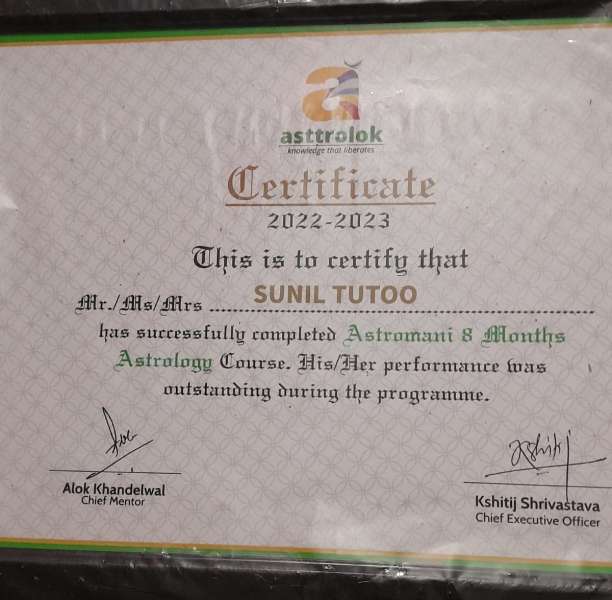 asttrolok
knowledge that liberates
Certificate
2022-2023
This is to certify that
Mr./Ms/Mrs SUNIL TUTOO
has successfully completed Astromani 8 Months
Astrology Course. His/Her performance was
outstanding during the programme.
Alok Khandelwal
Chief Mentor
Kshitij
Kshitij Shrivastava
Chief Executive Officer